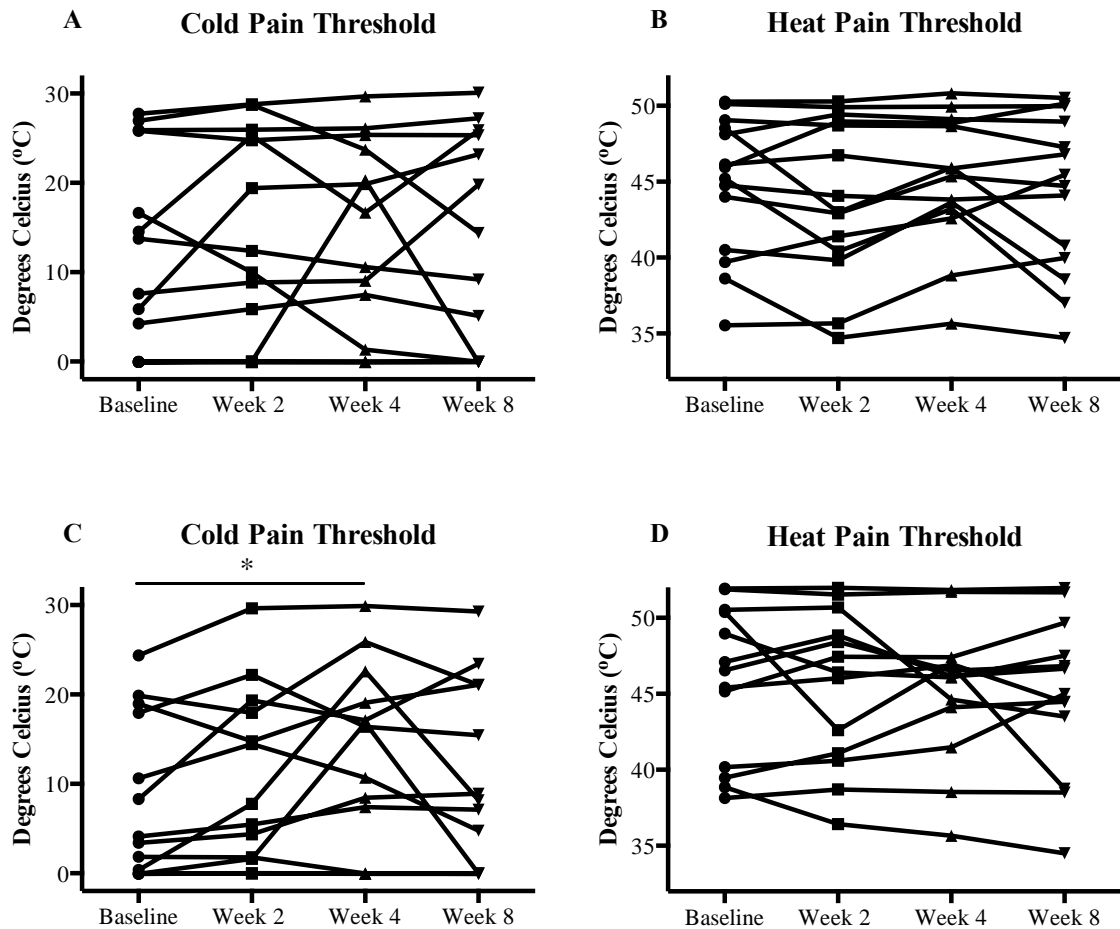 A Cold Pain Threshold
Degrees Celcius (ºC)
30
20
10
0
Baseline Week 2 Week 4 Week 8
B Heat Pain Threshold
Degrees Celcius (ºC)
50
45
40
35
Baseline Week 2 Week 4 Week 8
C Cold Pain Threshold
*
Degrees Celcius (ºC)
30
20
10
0
Baseline Week 2 Week 4 Week 8
D Heat Pain Threshold
Degrees Celcius (ºC)
50
45
40
35
Baseline Week 2 Week 4 Week 8